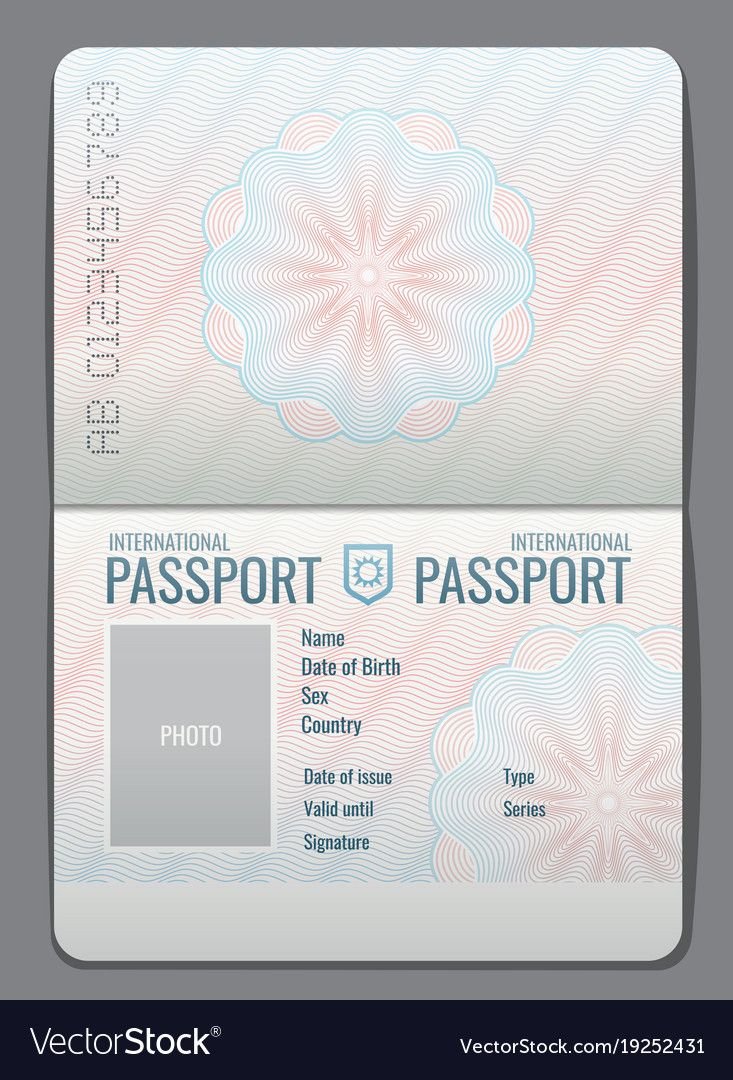 AB 0123456789
INTERNATIONAL
PASSPORT
INTERNATIONAL
PASSPORT
PHOTO
Name
Date of Birth
Sex
Country
Date of issue
Type
Valid until
Series
Signature
VectorStock®
VectorStock.com/19252431